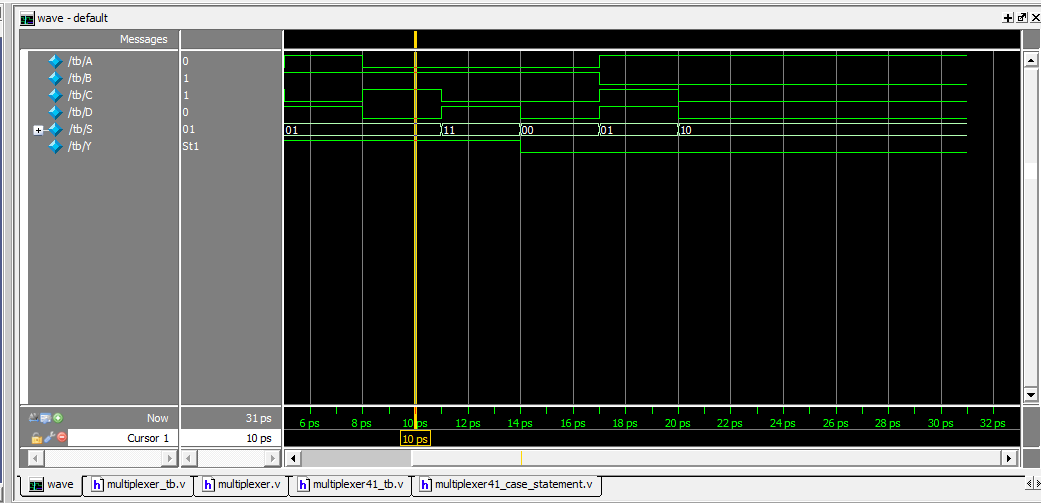 wave - default
Messages
/tb/A 0
/tb/B 1
/tb/C 1
/tb/D 0
/tb/S 01 01 11 00 01 10
/tb/Y St1
Now 31 ps 6 ps 8 ps 10 ps 12 ps 14 ps 16 ps 18 ps 20 ps 22 ps 24 ps 26 ps 28 ps 30 ps 32 ps
Cursor 1 10 ps 10 ps
wave multiplexer_tb.v multiplexer.v multiplexer41_tb.v multiplexer41_case_statement.v